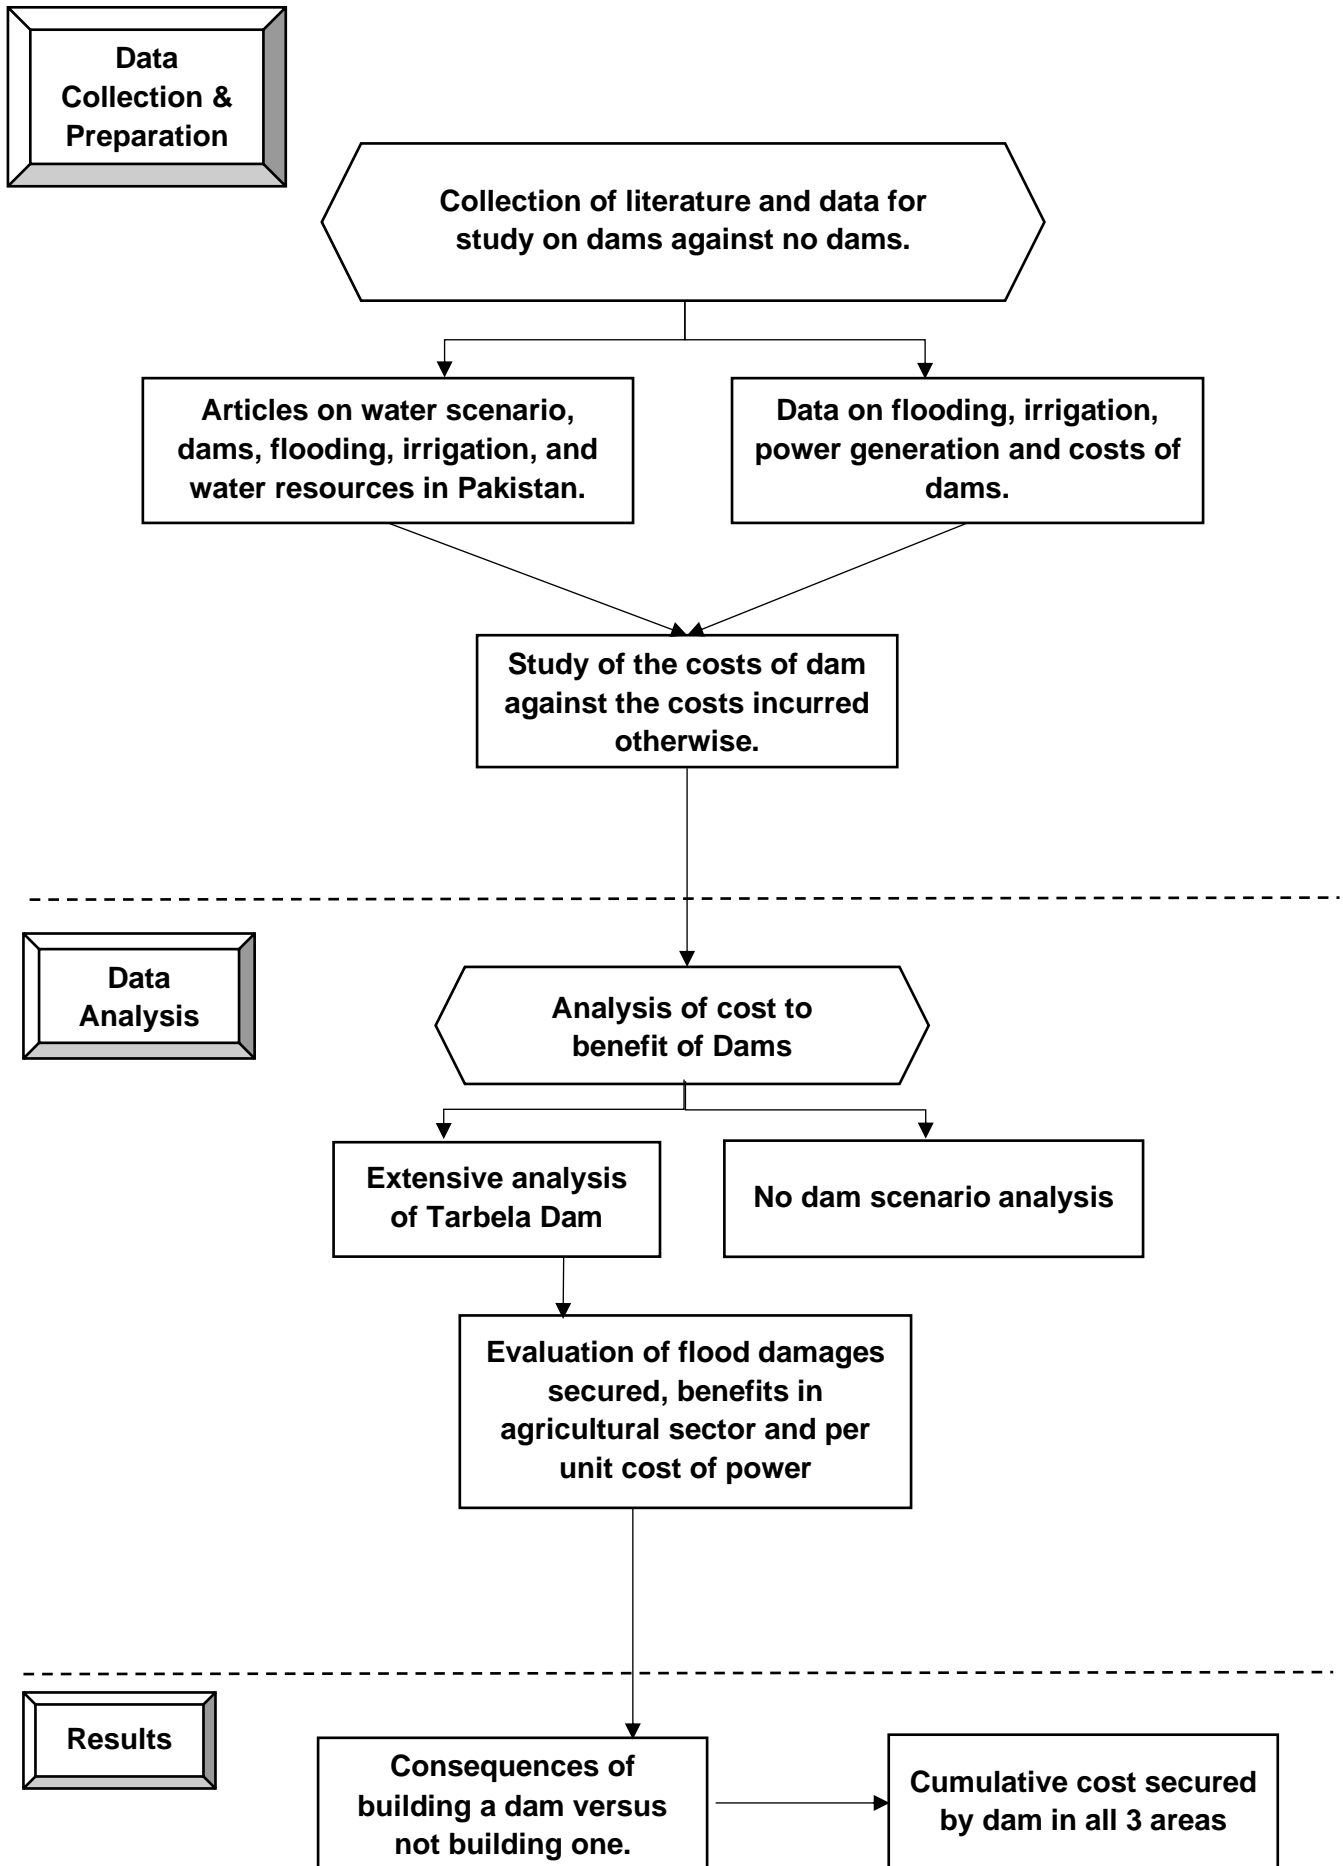 Data
Collection &
Preparation
Collection of literature and data for
study on dams against no dams.
Articles on water scenario,
dams, flooding, irrigation, and
water resources in Pakistan.
Data on flooding, irrigation,
power generation and costs of
dams.
Study of the costs of dam
against the costs incurred
otherwise.
Data
Analysis
Analysis of cost to
benefit of Dams
Extensive analysis
of Tarbela Dam
No dam scenario analysis
Evaluation of flood damages
secured, benefits in
agricultural sector and per
unit cost of power
Results
Consequences of
building a dam versus
not building one.
Cumulative cost secured
by dam in all 3 areas